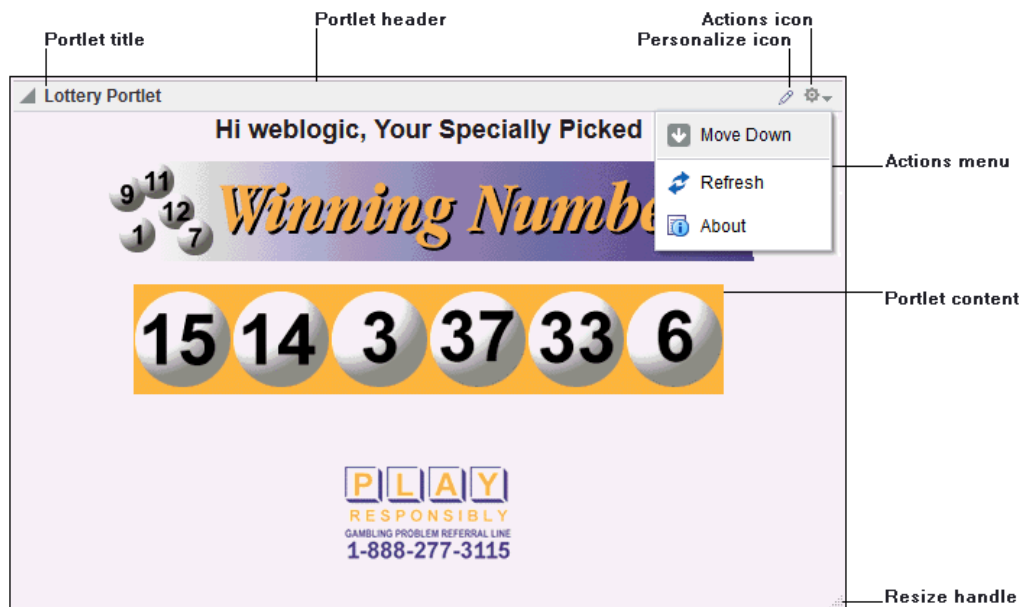 Portlet header
Actions icon
Portlet title
Personalize icon
Lottery Portlet
Hi weblogic, Your Specially Picked
Move Down
Actions menu
Refresh
About
9 11 12 1 7
Winning Numbe
Portlet content
15 14 3 37 33 6
PLAY
RESPONSIBLY
GAMBLING PROBLEM REFERRAL LINE
1-888-277-3115
Resize handle